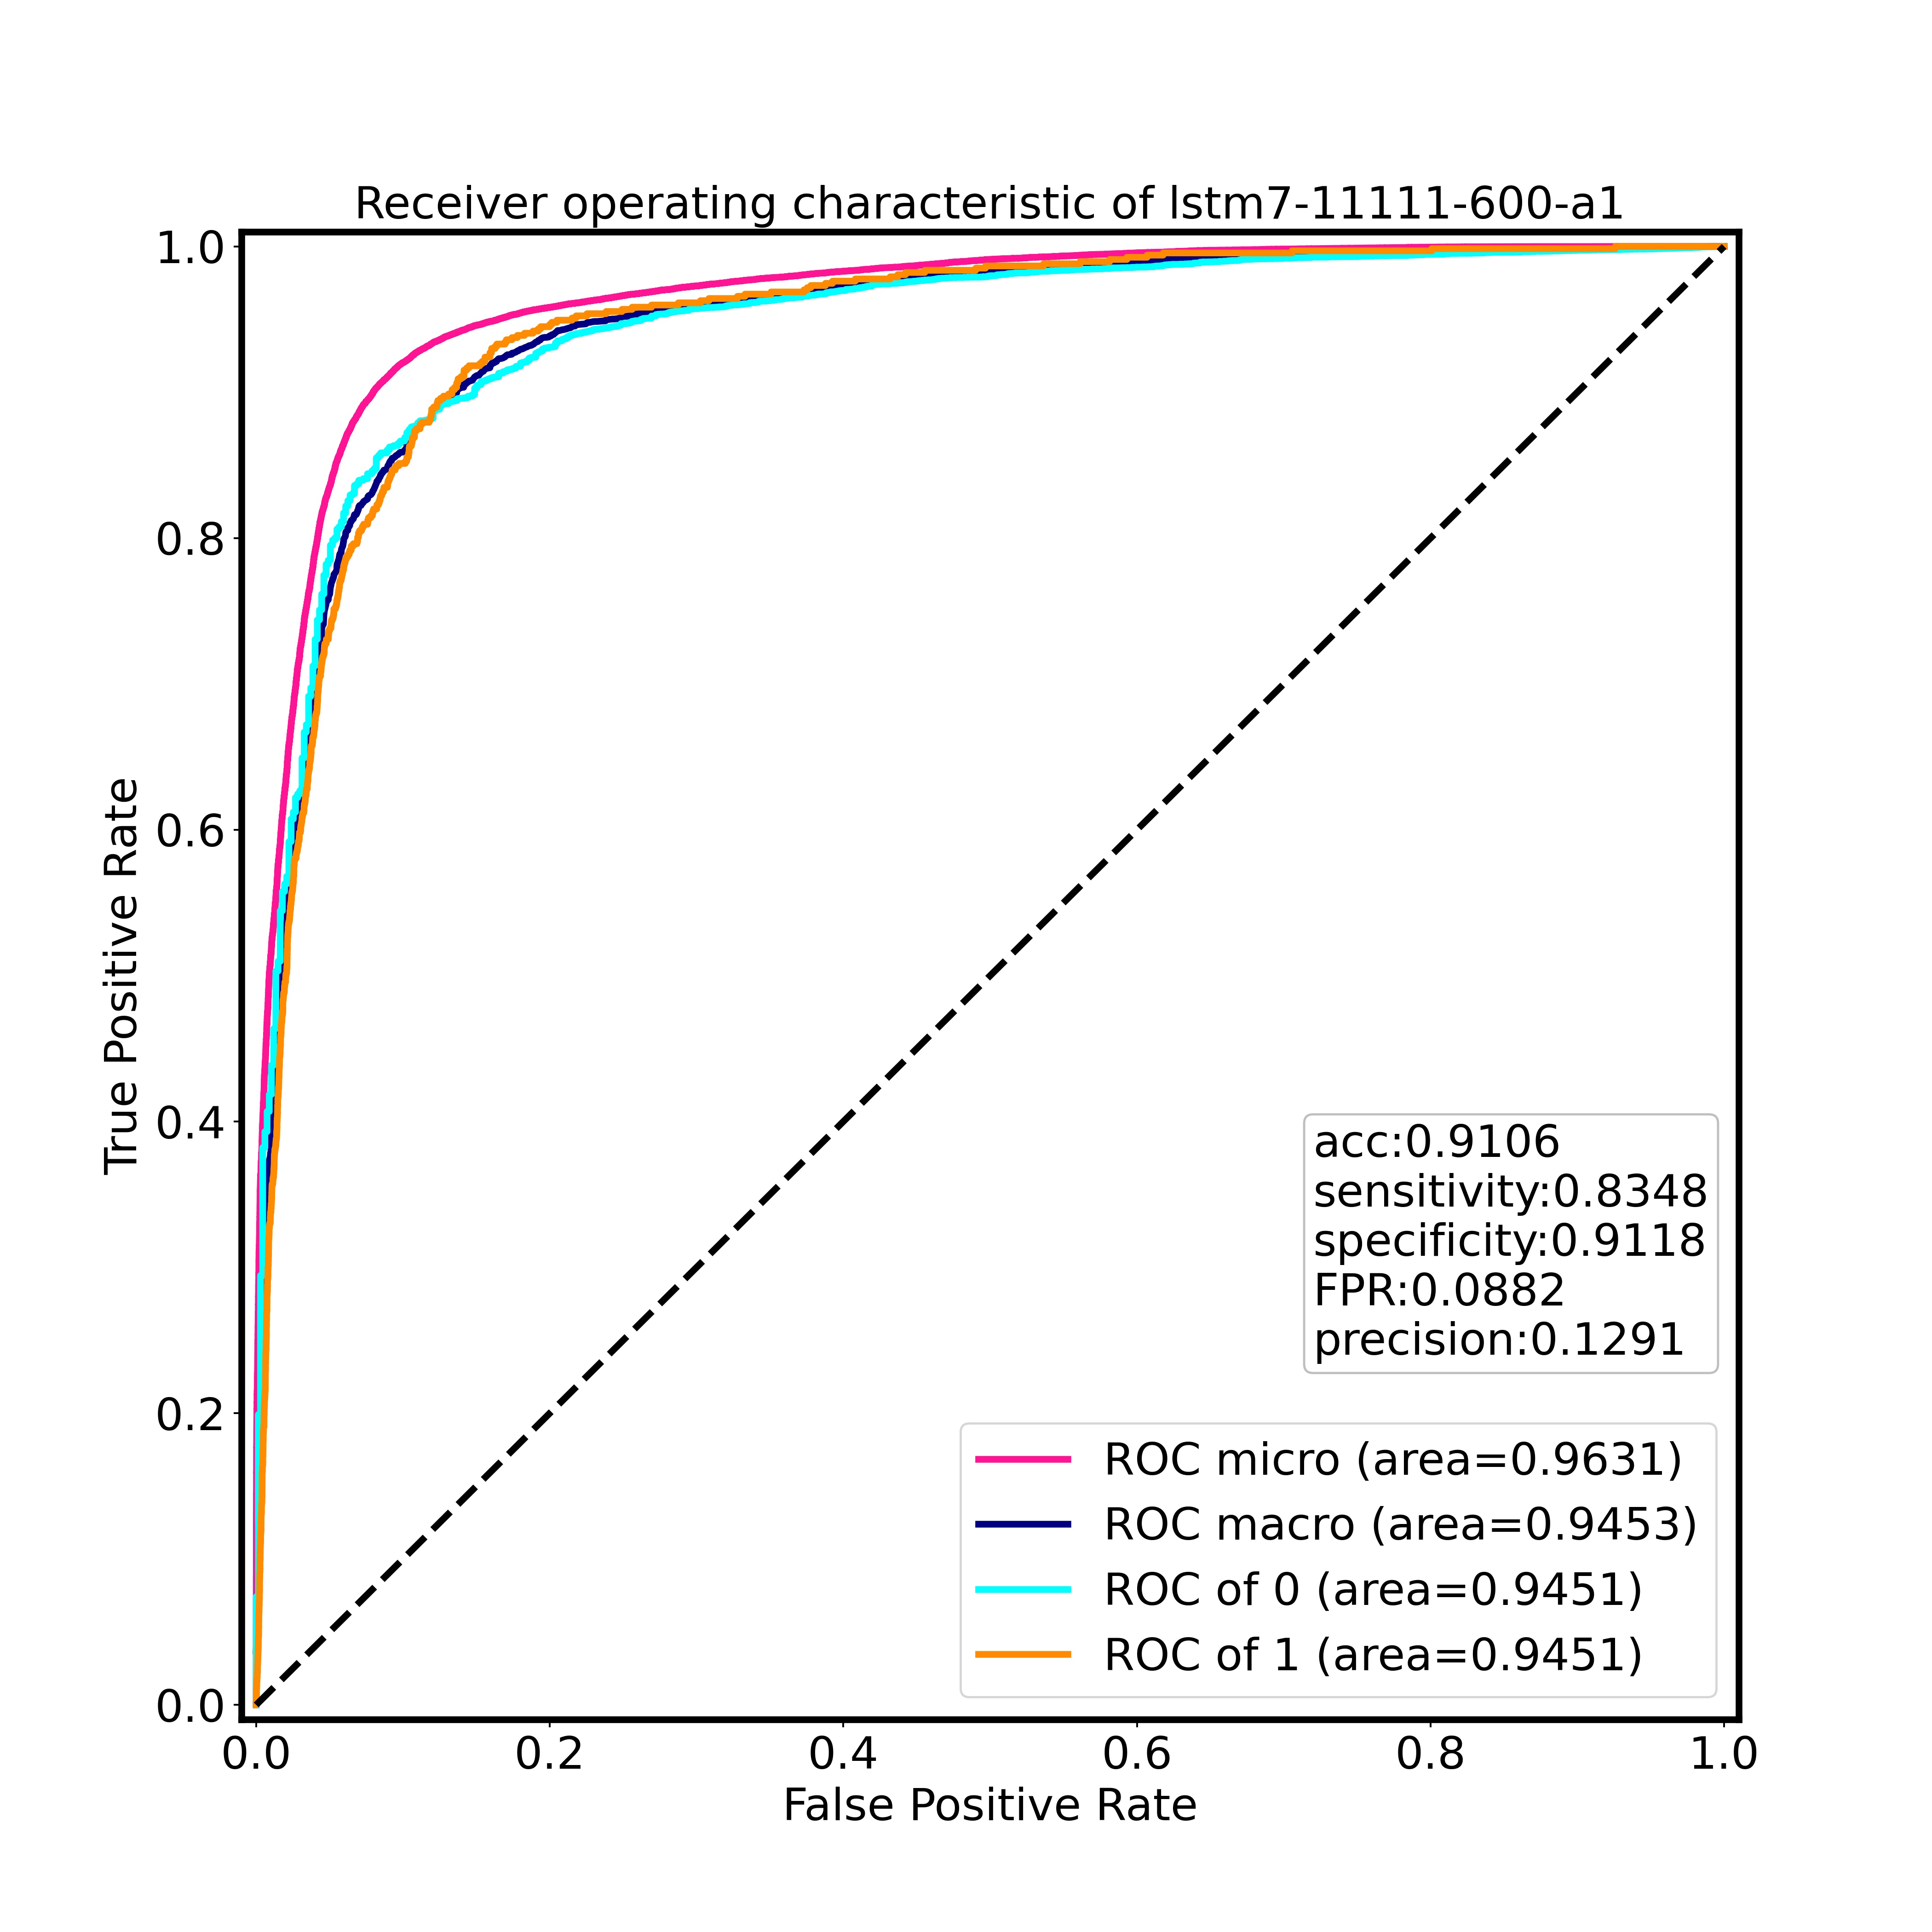 Receiver operating characteristic of lstm7-11111-600-a1
1.0
0.8
0.6
0.4
0.2
0.0
True Positive Rate
acc:0.9106
sensitivity:0.8348
specificity:0.9118
FPR:0.0882
precision:0.1291
ROC micro (area=0.9631)
ROC macro (area=0.9453)
ROC of 0 (area=0.9451)
ROC of 1 (area=0.9451)
0.0 0.2 0.4 0.6 0.8 1.0
False Positive Rate